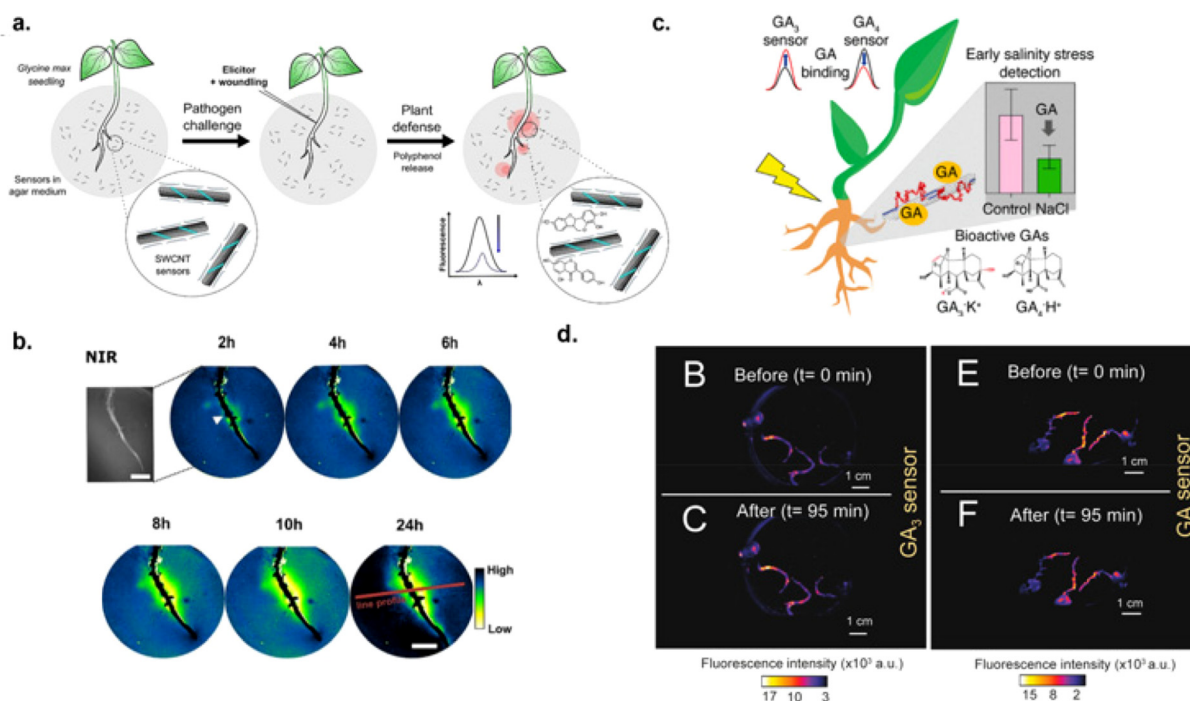 a.
Glycine max
seedling
Pathogen
challenge
Elicitor
+ woundling
Plant
defense
Polyphenol
release
Sensors in
agar medium
SWCNT
sensors
Fluorescence
λ
b.
NIR
2h
4h
6h
8h
10h
24h
High
Low
c.
GA3
sensor
GA4
sensor
GA
binding
Early salinity stress
detection
GA
GA
GA
Control NaCl
Bioactive GAs
GA3-K+
GA4-H+
d.
B
Before (t= 0 min)
1 cm
C
After (t= 95 min)
1 cm
GA3 sensor
Fluorescence intensity (x10³ a.u.)
17 10 3
E
Before (t= 0 min)
1 cm
F
After (t= 95 min)
1 cm
GA sensor
Fluorescence intensity (x10³ a.u.)
15 8 2